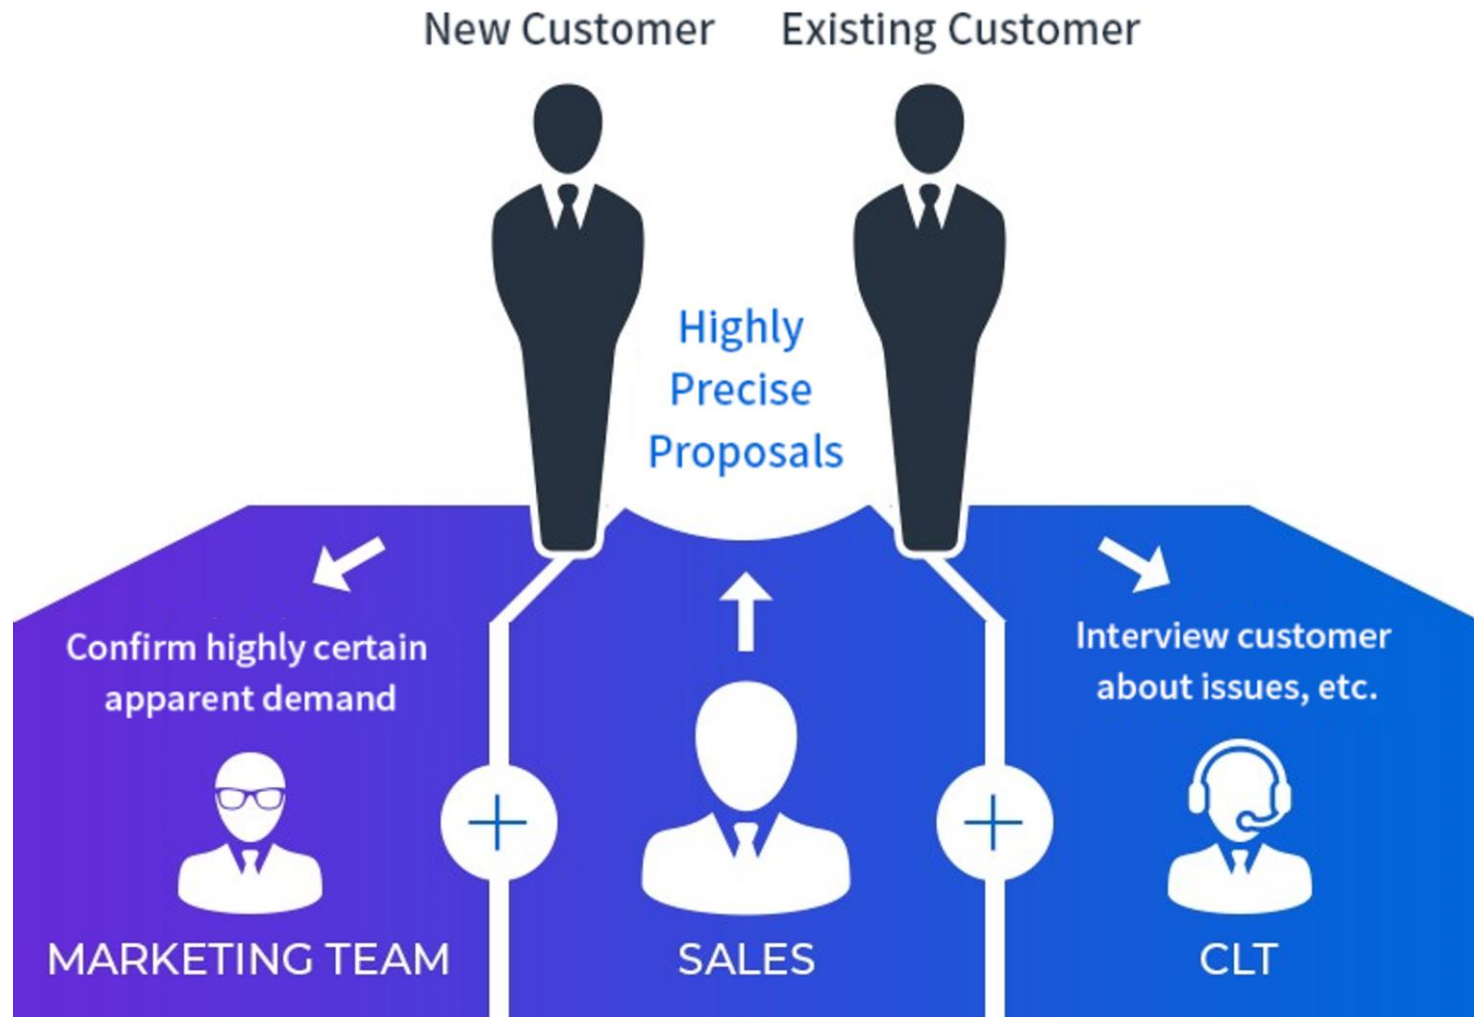 New Customer
Existing Customer
Highly
Precise
Proposals
Confirm highly certain
apparent demand
Interview customer
about issues, etc.
MARKETING TEAM
SALES
CLT